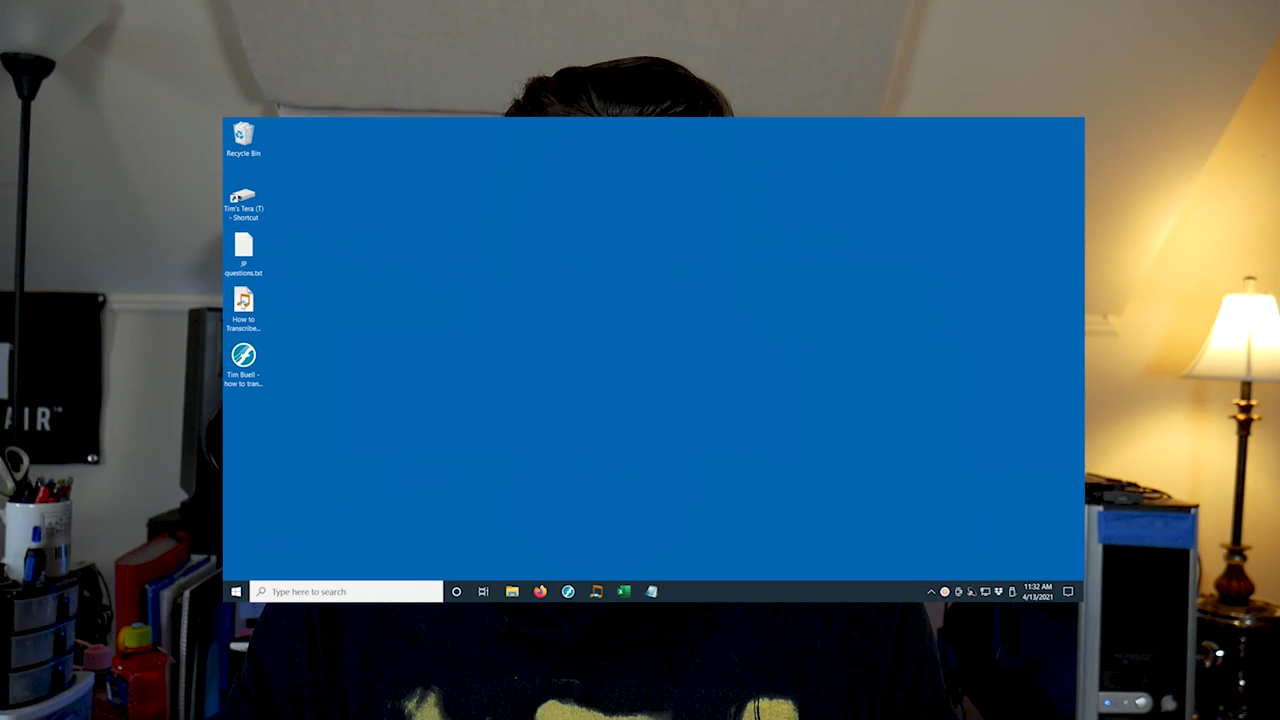 Recycle Bin
Tim's Tera (T)
- Shortcut
JP
questions.txt
How to
Transcribe...
Tim Buell -
how to tran...
AIR™
Type here to search
11:32 AM
4/13/2021